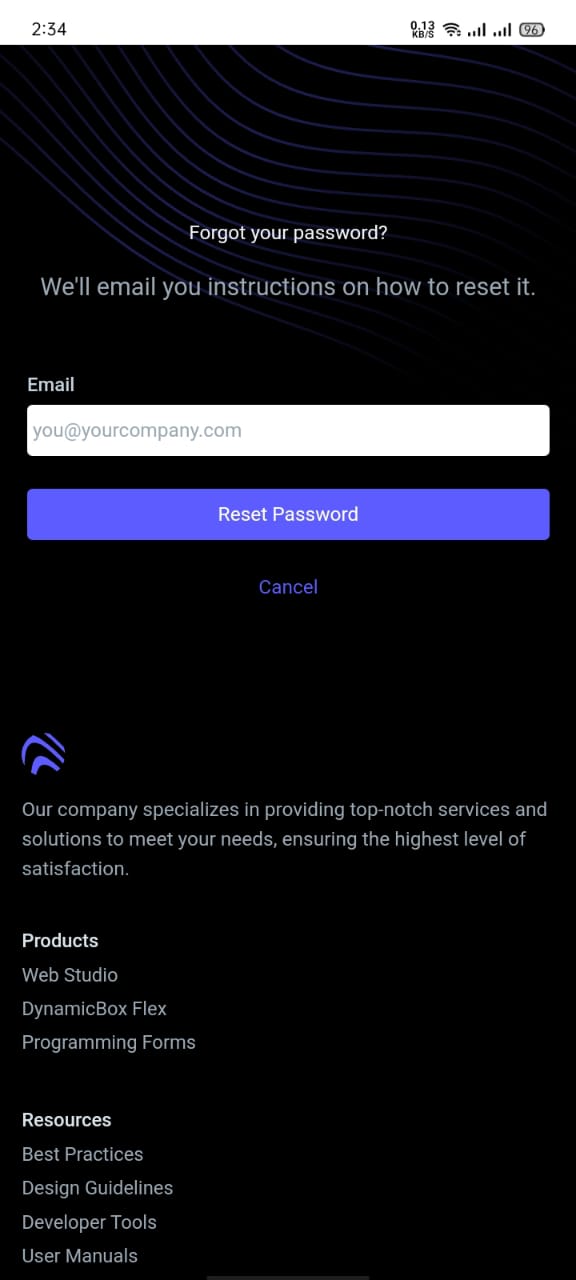 2:34
0.13
KB/S
96
Forgot your password?
We'll email you instructions on how to reset it.
Email
you@yourcompany.com
Reset Password
Cancel
Our company specializes in providing top-notch services and
solutions to meet your needs, ensuring the highest level of
satisfaction.
Products
Web Studio
DynamicBox Flex
Programming Forms
Resources
Best Practices
Design Guidelines
Developer Tools
User Manuals